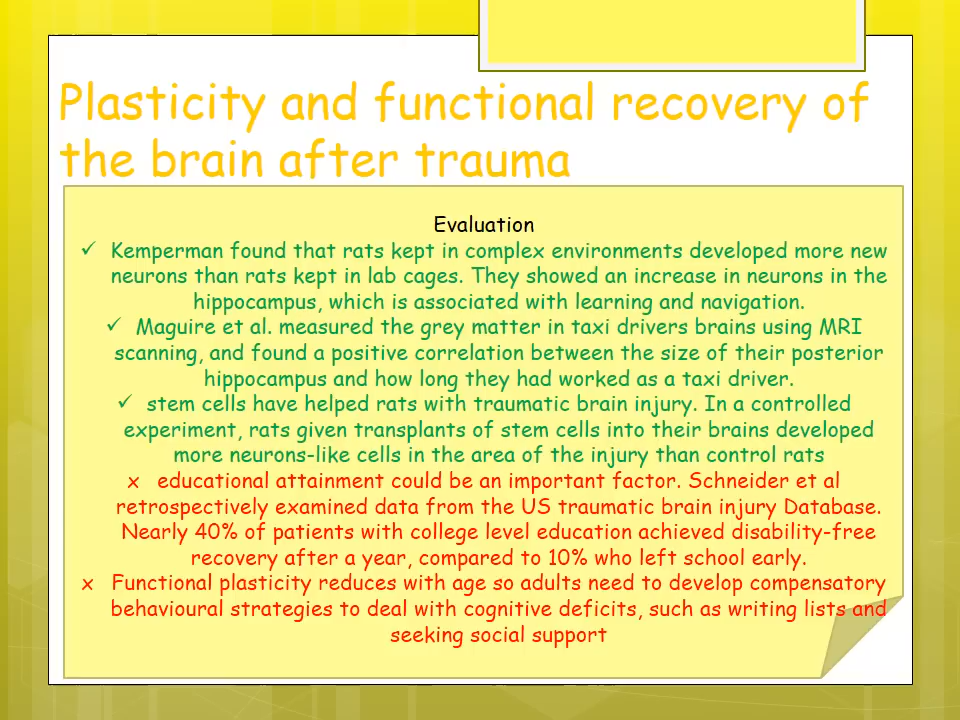 Plasticity and functional recovery of
the brain after trauma
Evaluation
✓ Kemperman found that rats kept in complex environments developed more new
neurons than rats kept in lab cages. They showed an increase in neurons in the
hippocampus, which is associated with learning and navigation.
✓ Maguire et al. measured the grey matter in taxi drivers brains using MRI
scanning, and found a positive correlation between the size of their posterior
hippocampus and how long they had worked as a taxi driver.
✓ stem cells have helped rats with traumatic brain injury. In a controlled
experiment, rats given transplants of stem cells into their brains developed
more neurons-like cells in the area of the injury than control rats
x educational attainment could be an important factor. Schneider et al
retrospectively examined data from the US traumatic brain injury Database.
Nearly 40% of patients with college level education achieved disability-free
recovery after a year, compared to 10% who left school early.
x Functional plasticity reduces with age so adults need to develop compensatory
behavioural strategies to deal with cognitive deficits, such as writing lists and
seeking social support